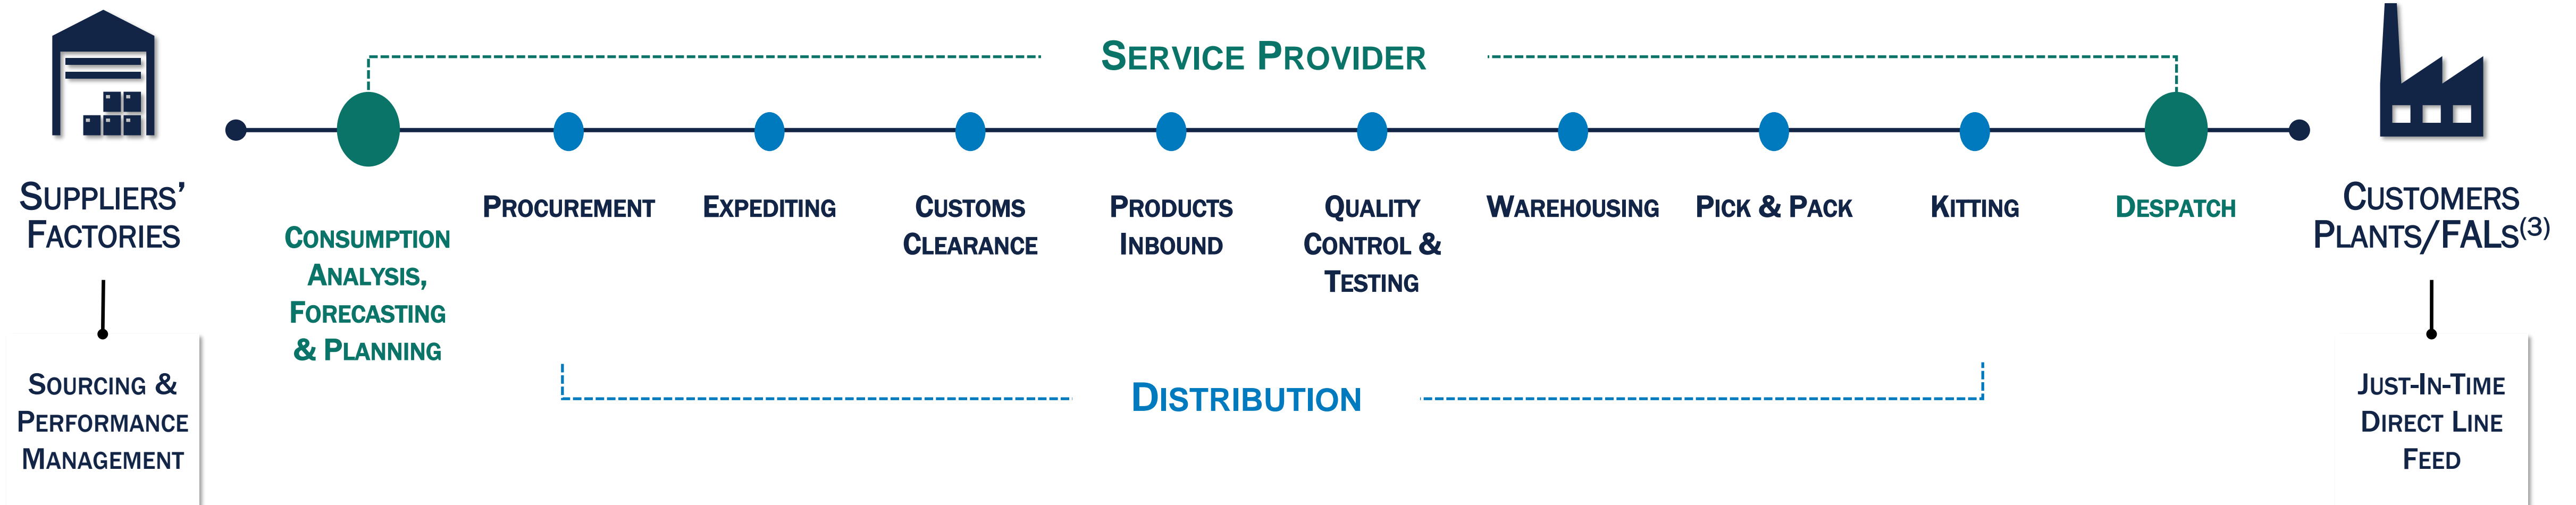 SERVICE PROVIDER
SUPPLIERS'
FACTORIES
CONSUMPTION
ANALYSIS,
FORECASTING
& PLANNING
PROCUREMENT
EXPEDITING
CUSTOMS
CLEARANCE
PRODUCTS
INBOUND
QUALITY
CONTROL &
TESTING
WAREHOUSING
PICK & PACK
KITTING
DESPATCH
CUSTOMERS
PLANTS/FALS(3)
SOURCING &
PERFORMANCE
MANAGEMENT
DISTRIBUTION
JUST-IN-TIME
DIRECT LINE
FEED